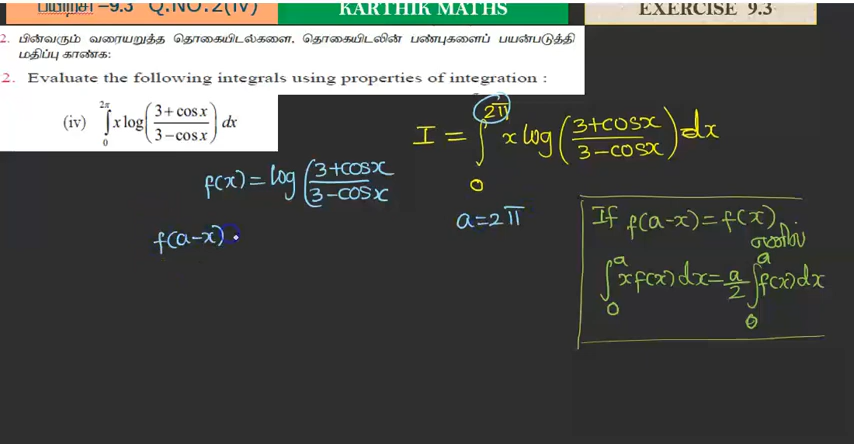 பயிற்சி –9.3 Q.NO.2(iv)
KARTHIK MATHS
EXERCISE 9.3
2. பின்வரும் வரையறுத்த தொகையிடல்களை, தொகையிடலின் பண்புகளைப் பயன்படுத்தி
மதிப்பு காண்க:
2. Evaluate the following integrals using properties of integration :
(iv) ∫₀^{2π} x log((3+cos x)/(3−cos x)) dx
I = ∫₀^{2π} x log((3+cosx)/(3-cosx)) dx
f(x) = log(3+cosx/3-cosx
a=2π
f(a-x)
If f(a-x)=f(x)
∫₀^a x f(x) dx = a/2 ∫₀^a f(x) dx